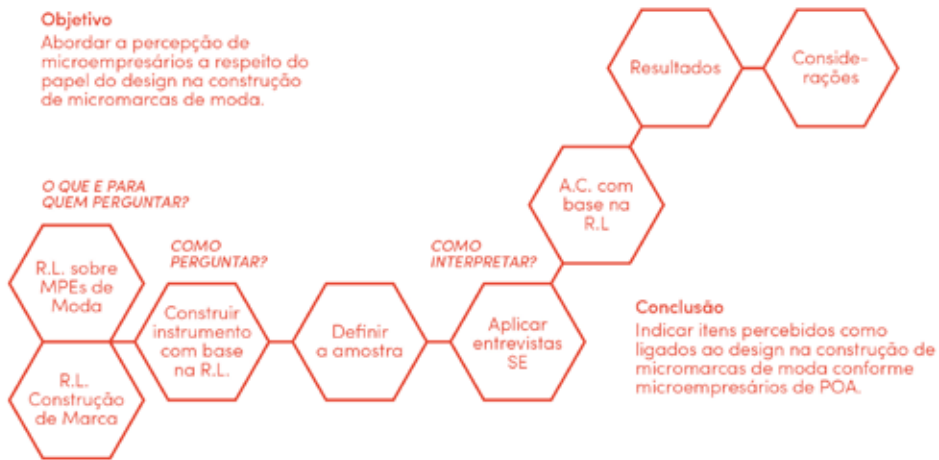 Objetivo
Abordar a percepção de
microempresários a respeito do
papel do design na construção
de micromarcas de moda.
O QUE E PARA
QUEM PERGUNTAR?
R.L. sobre
MPEs de
Moda
R.L.
Construção
de Marca
COMO
PERGUNTAR?
Construir
instrumento
com base
na R.L.
Definir
a amostra
COMO
INTERPRETAR?
Aplicar
entrevistas
SE
A.C. com
base na
R.L
Resultados
Conside-
rações
Conclusão
Indicar itens percebidos como
ligados ao design na construção de
micromarcas de moda conforme
microempresários de POA.